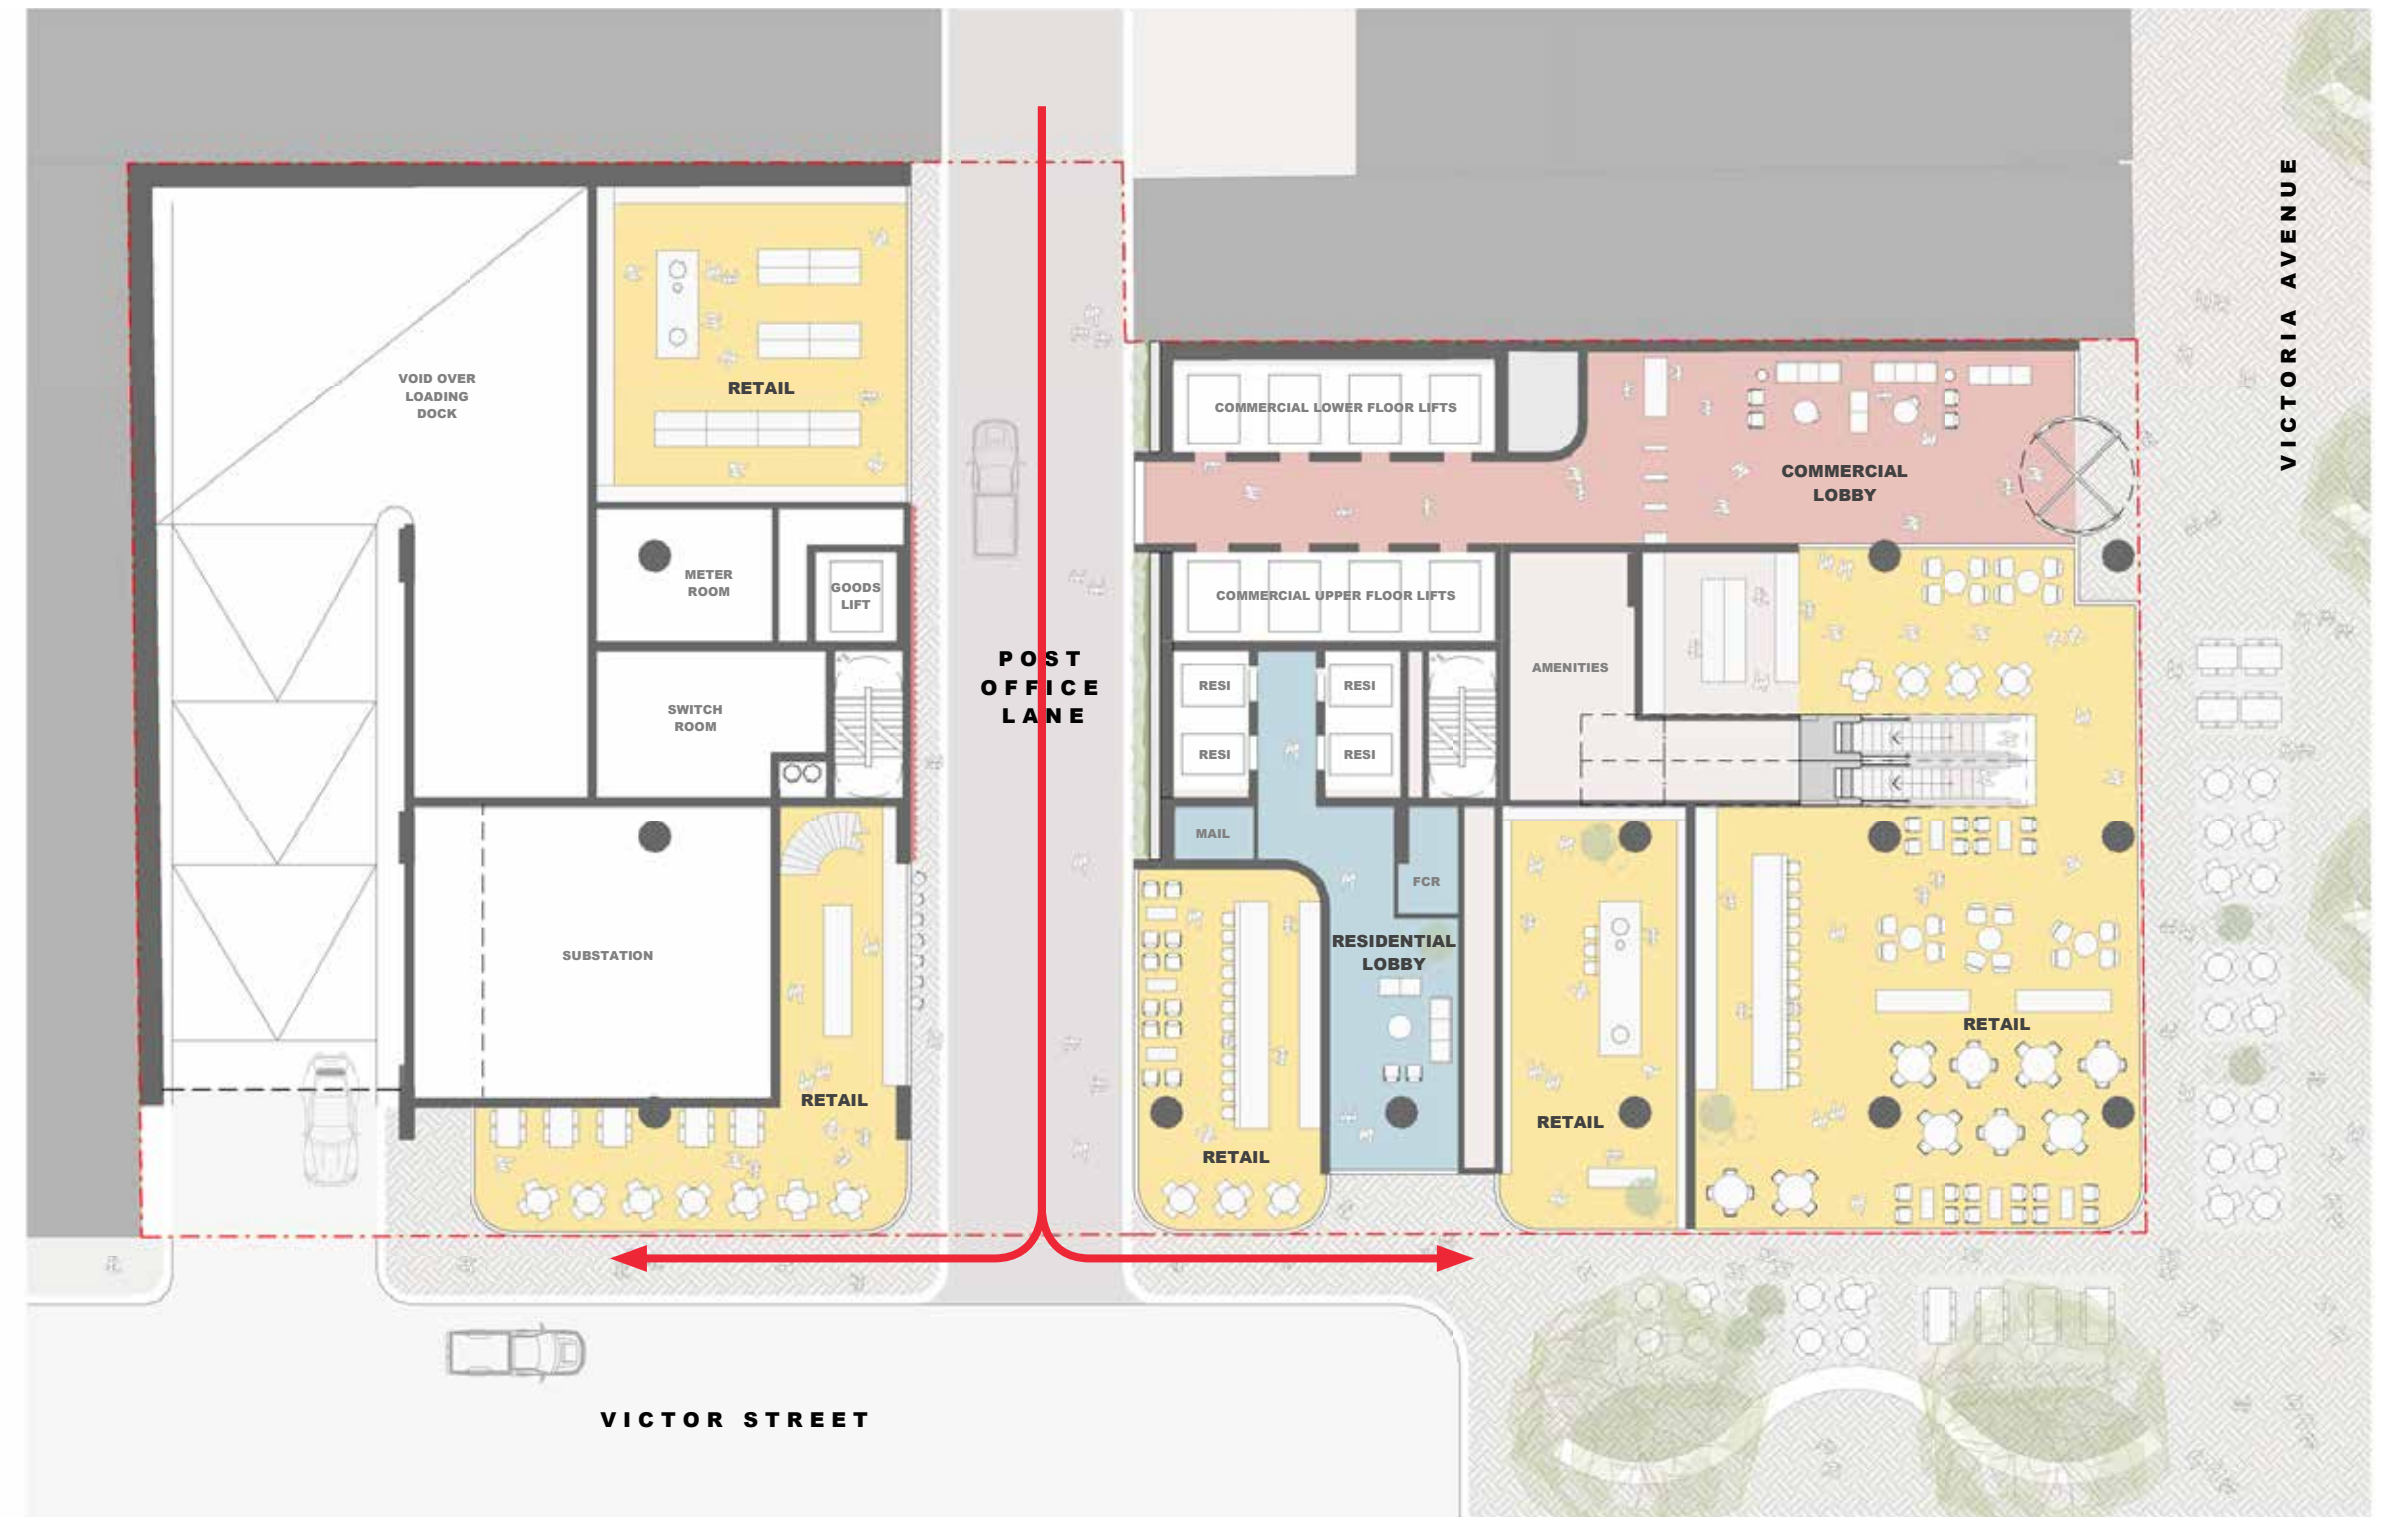 VICTORIA AVENUE
VOID OVER
LOADING
DOCK
RETAIL
COMMERCIAL LOWER FLOOR LIFTS
COMMERCIAL
LOBBY
METER
ROOM
GOODS
LIFT
COMMERCIAL UPPER FLOOR LIFTS
POST
OFFICE
LANE
SWITCH
ROOM
RESI
RESI
AMENITIES
RESI
RESI
MAIL
FCR
SUBSTATION
RESIDENTIAL
LOBBY
RETAIL
RETAIL
RETAIL
RETAIL
VICTOR STREET